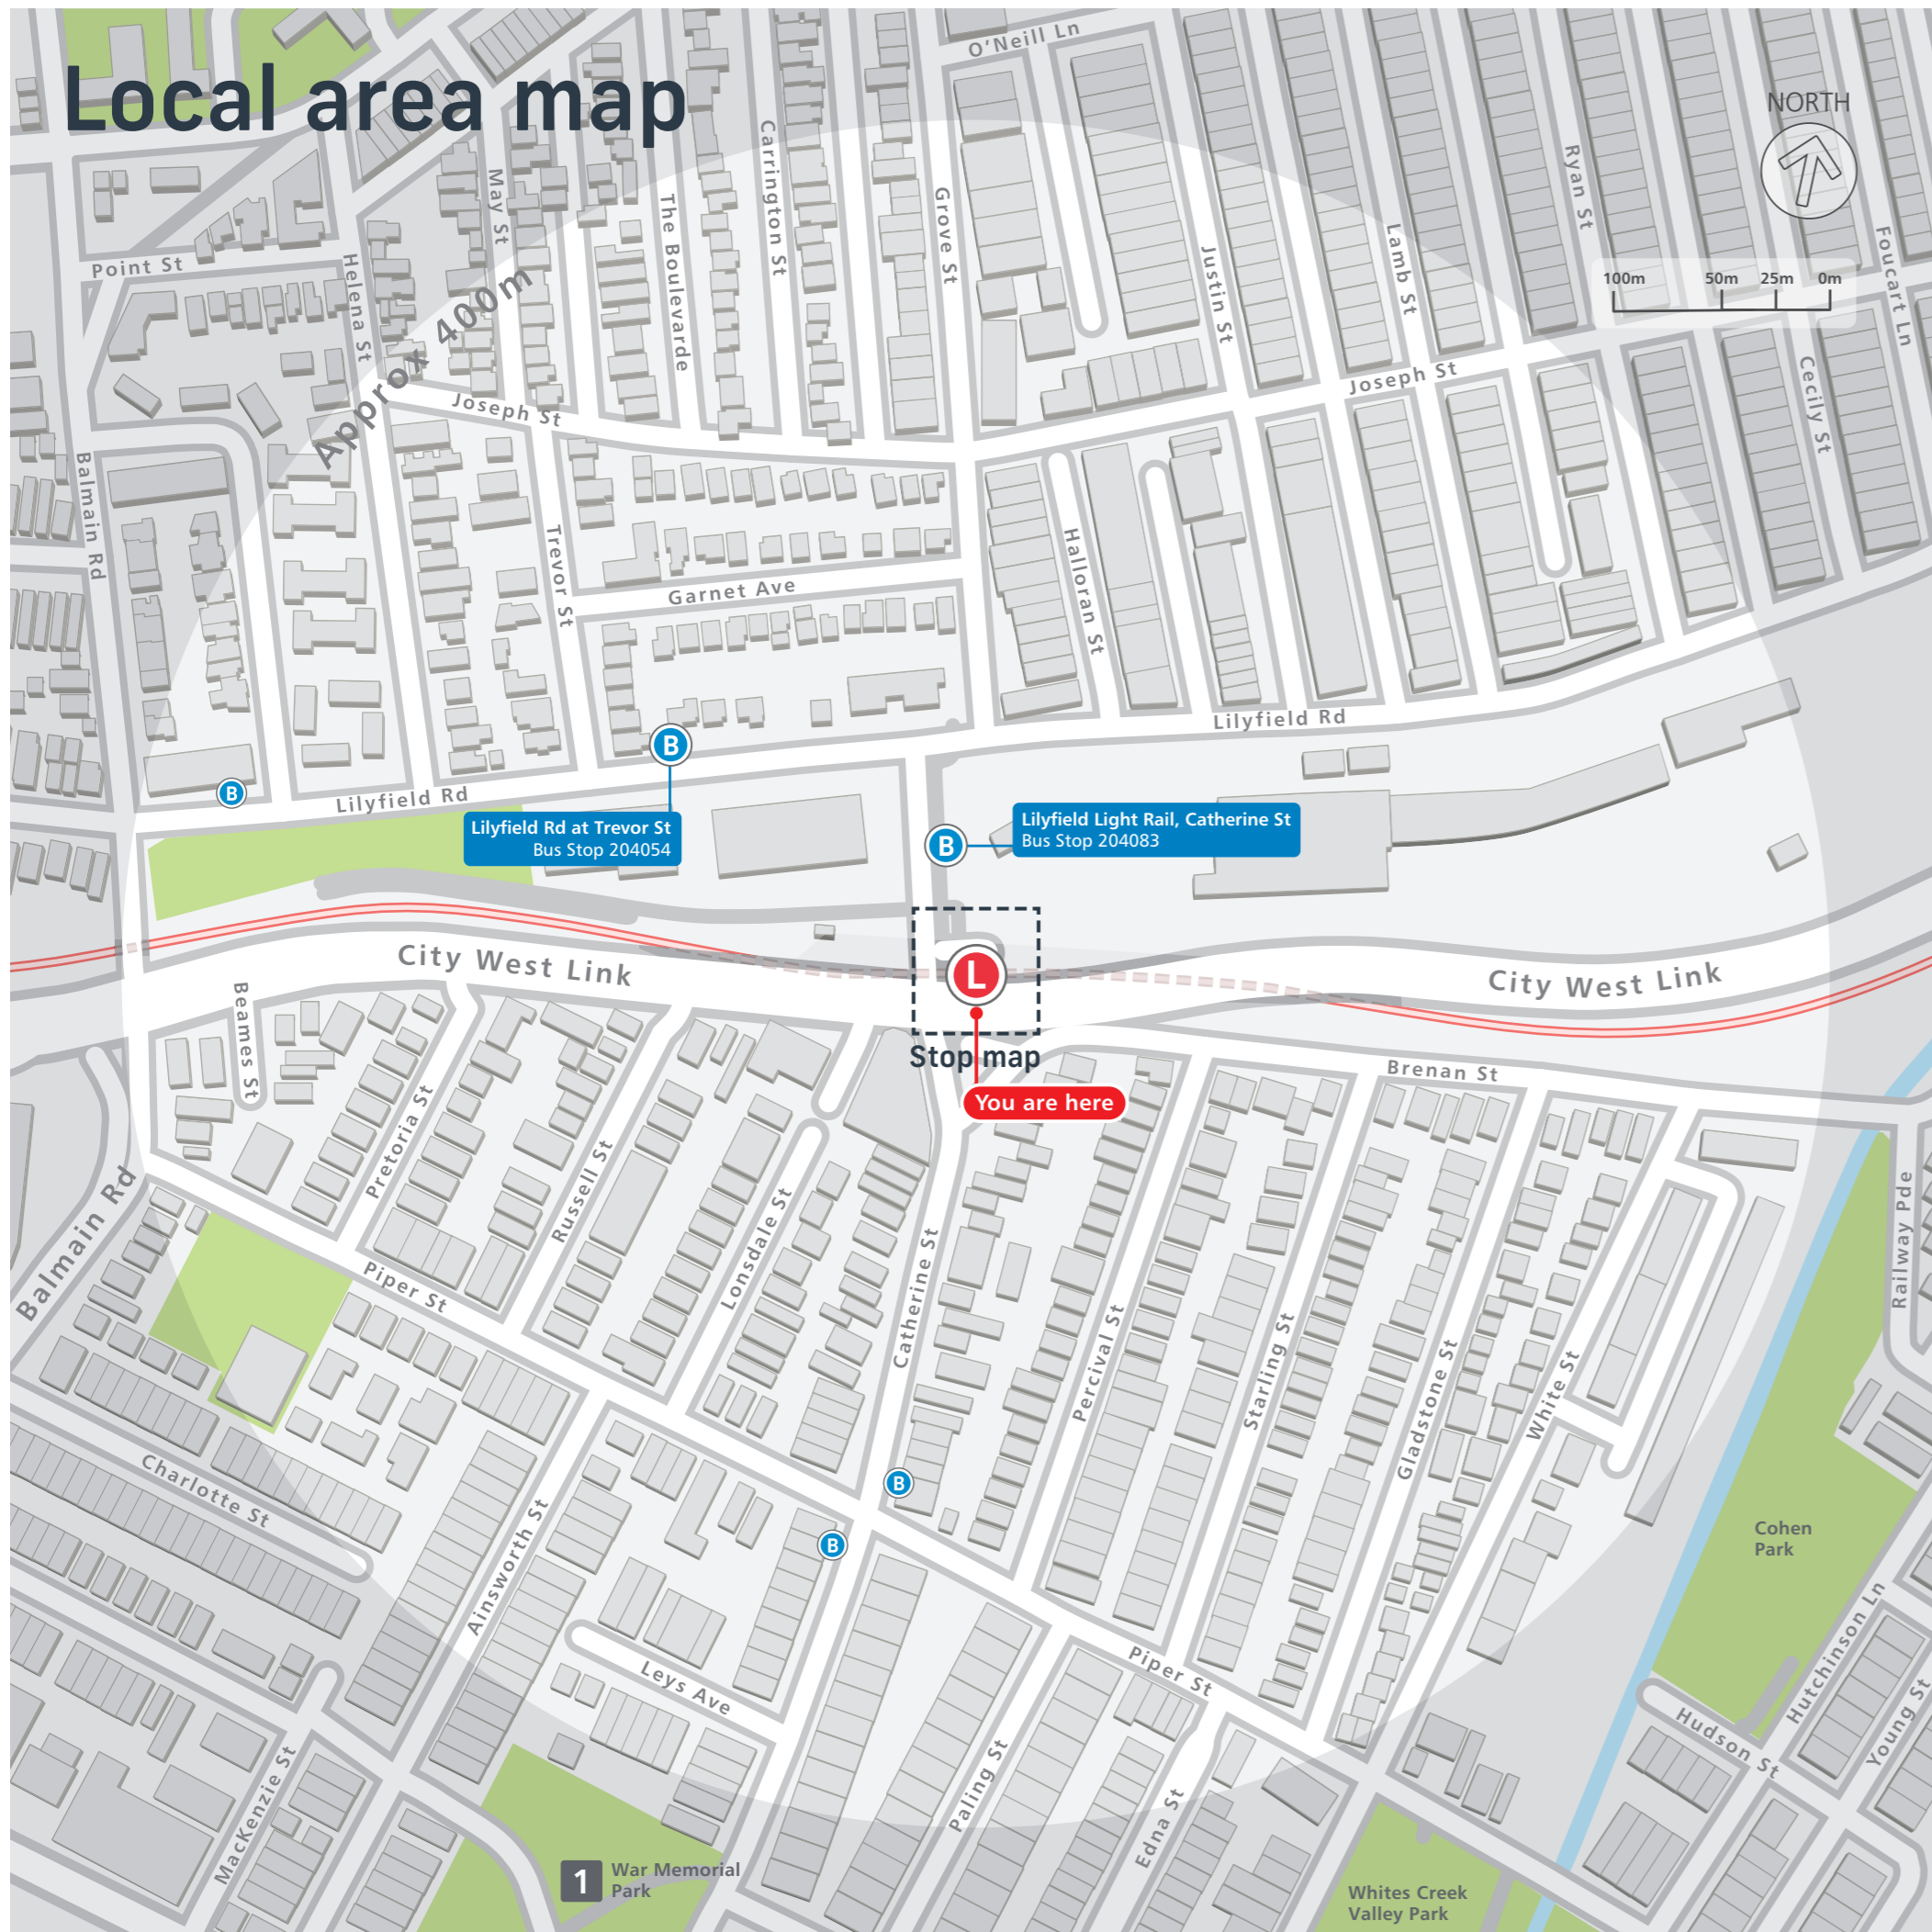 Local area map
O'Neill Ln
NORTH
Carrington St
May St
The Boulevarde
Grove St
Ryan St
Justin St
Lamb St
Foucart Ln
Point St
Helena St
Approx 400m
100m 50m 25m 0m
Joseph St
Joseph St
Cecily St
Balmain Rd
Trevor St
Halloran St
Garnet Ave
Lilyfield Rd
B
B
Lilyfield Rd
Lilyfield Rd at Trevor St
Bus Stop 204054
B
Lilyfield Light Rail, Catherine St
Bus Stop 204083
City West Link
L
City West Link
Beames St
Stop map
Brenan St
You are here
Pretoria St
Balmain Rd
Russell St
Lonsdale St
Railway Pde
Piper St
Catherine St
Percival St
Starling St
Gladstone St
White St
Charlotte St
B
Ainsworth St
B
Cohen
Park
Hutchinson Ln
Leys Ave
Piper St
Hudson St
Young St
MacKenzie St
Paling St
Edna St
1
War Memorial
Park
Whites Creek
Valley Park